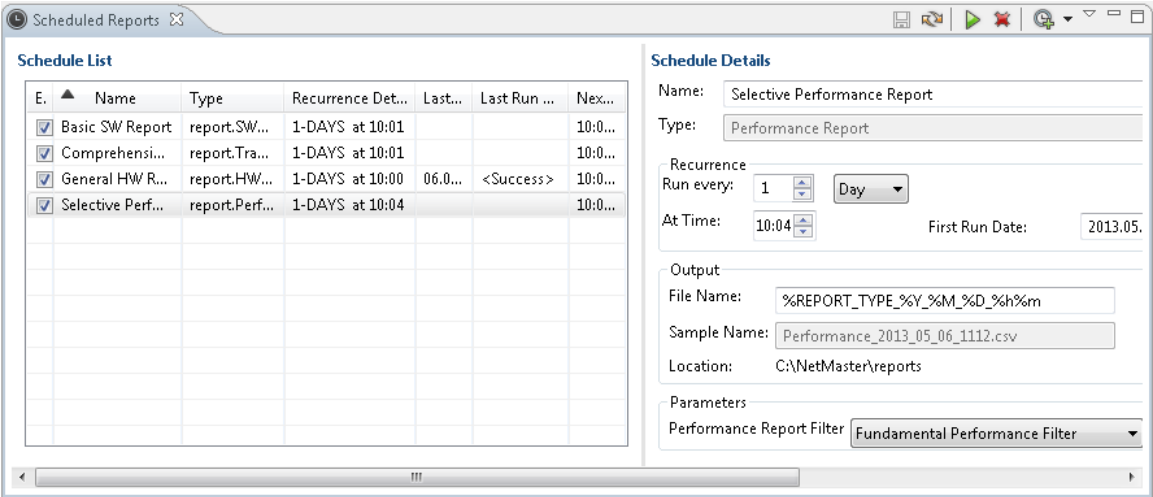 Scheduled Reports
Schedule List
E. Name Type Recurrence Det... Last... Last Run ... Nex...
Basic SW Report report.SW... 1-DAYS at 10:01 10:0...
Comprehensi... report.Tra... 1-DAYS at 10:01 10:0...
General HW R... report.HW... 1-DAYS at 10:00 06.0... <Success> 10:0...
Selective Perf... report.Perf... 1-DAYS at 10:04 10:0...
Schedule Details
Name: Selective Performance Report
Type: Performance Report
Recurrence
Run every: 1 Day
At Time: 10:04 First Run Date: 2013.05.
Output
File Name: %REPORT_TYPE_%Y_%M_%D_%h%m
Sample Name: Performance_2013_05_06_1112.csv
Location: C:\NetMaster\reports
Parameters
Performance Report Filter Fundamental Performance Filter